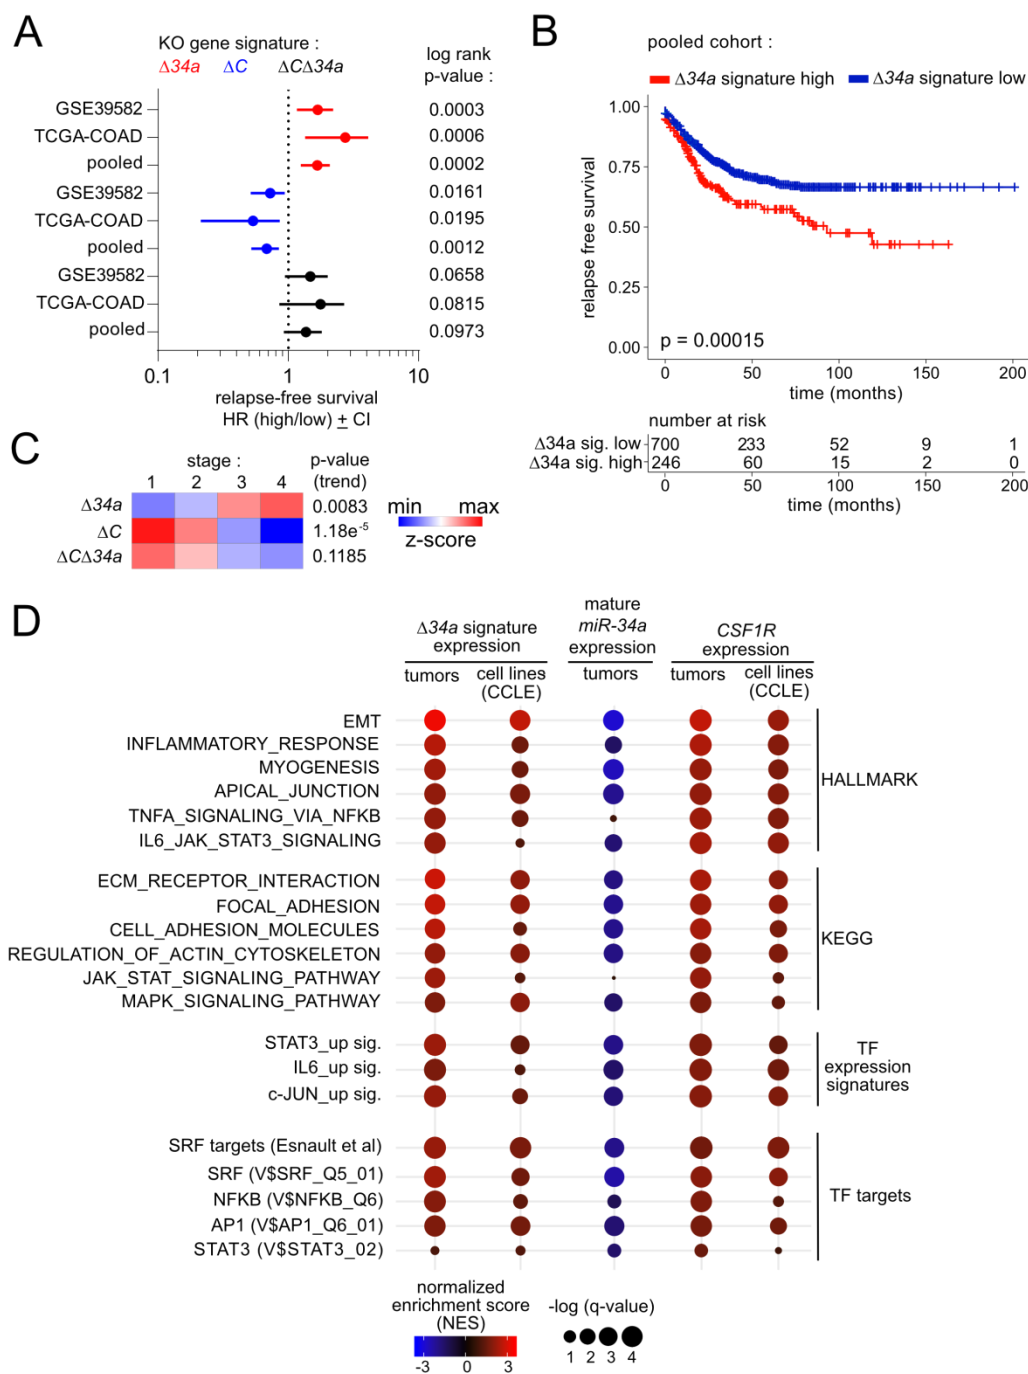 A
KO gene signature :
Δ34a ΔC ΔCΔ34a
log rank
p-value :
GSE39582 0.0003
TCGA-COAD 0.0006
pooled 0.0002
GSE39582 0.0161
TCGA-COAD 0.0195
pooled 0.0012
GSE39582 0.0658
TCGA-COAD 0.0815
pooled 0.0973
0.1 1 10
relapse-free survival
HR (high/low) ± CI
B
pooled cohort :
Δ34a signature high Δ34a signature low
relapse free survival
1.00
0.75
0.50
0.25
0.00
p = 0.00015
0 50 100 150 200
time (months)
number at risk
Δ34a sig. low 700 233 52 9 1
Δ34a sig. high 246 60 15 2 0
0 50 100 150 200
time (months)
C
stage :
1 2 3 4
p-value
(trend)
Δ34a 0.0083
ΔC 1.18e-5
ΔCΔ34a 0.1185
min max
z-score
D
Δ34a signature
expression
mature
miR-34a
expression
CSF1R
expression
tumors cell lines
(CCLE)
tumors
tumors cell lines
(CCLE)
EMT
INFLAMMATORY_RESPONSE
MYOGENESIS
APICAL_JUNCTION
TNFA_SIGNALING_VIA_NFKB
IL6_JAK_STAT3_SIGNALING
HALLMARK
ECM_RECEPTOR_INTERACTION
FOCAL_ADHESION
CELL_ADHESION_MOLECULES
REGULATION_OF_ACTIN_CYTOSKELETON
JAK_STAT_SIGNALING_PATHWAY
MAPK_SIGNALING_PATHWAY
KEGG
STAT3_up sig.
IL6_up sig.
c-JUN_up sig.
TF
expression
signatures
SRF targets (Esnault et al)
SRF (V$SRF_Q5_01)
NFKB (V$NFKB_Q6)
AP1 (V$AP1_Q6_01)
STAT3 (V$STAT3_02)
TF targets
normalized
enrichment score
(NES)
-3 0 3
-log (q-value)
1 2 3 4